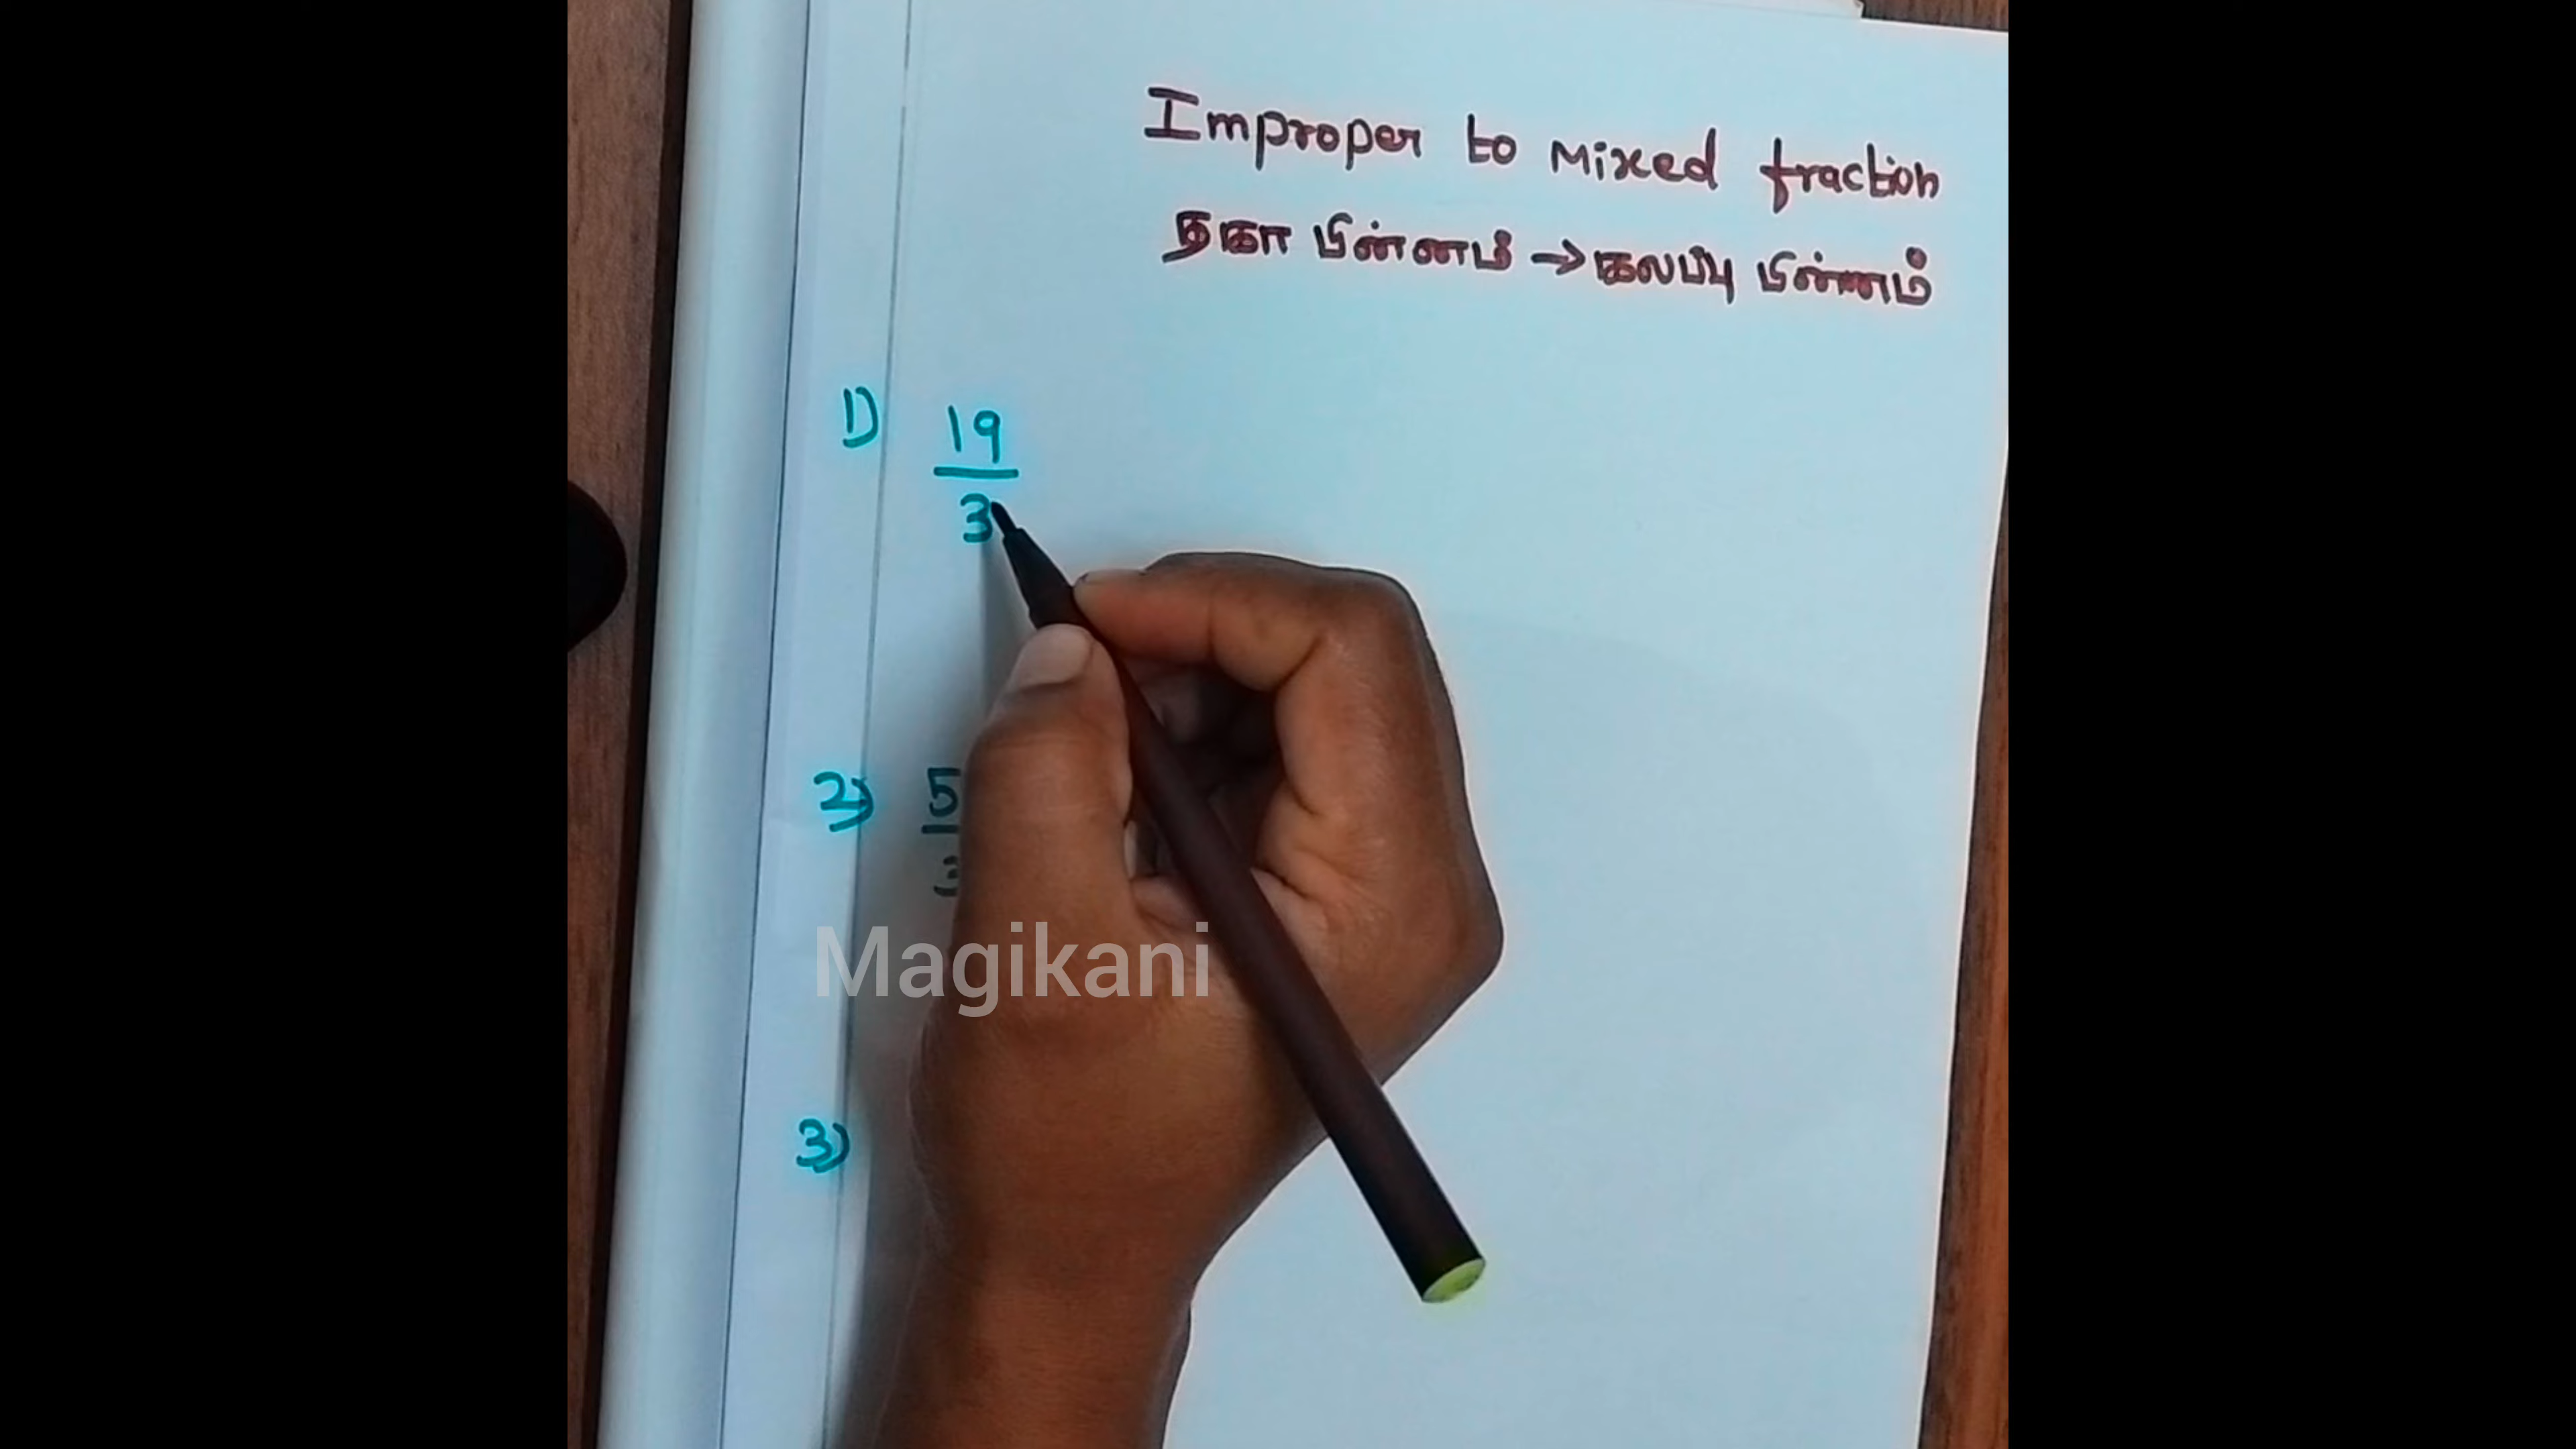 Improper to Mixed fraction
தகா பின்னம் → கலப்பு பின்னம்
1) 19
3
2) 5
3)
Magikani